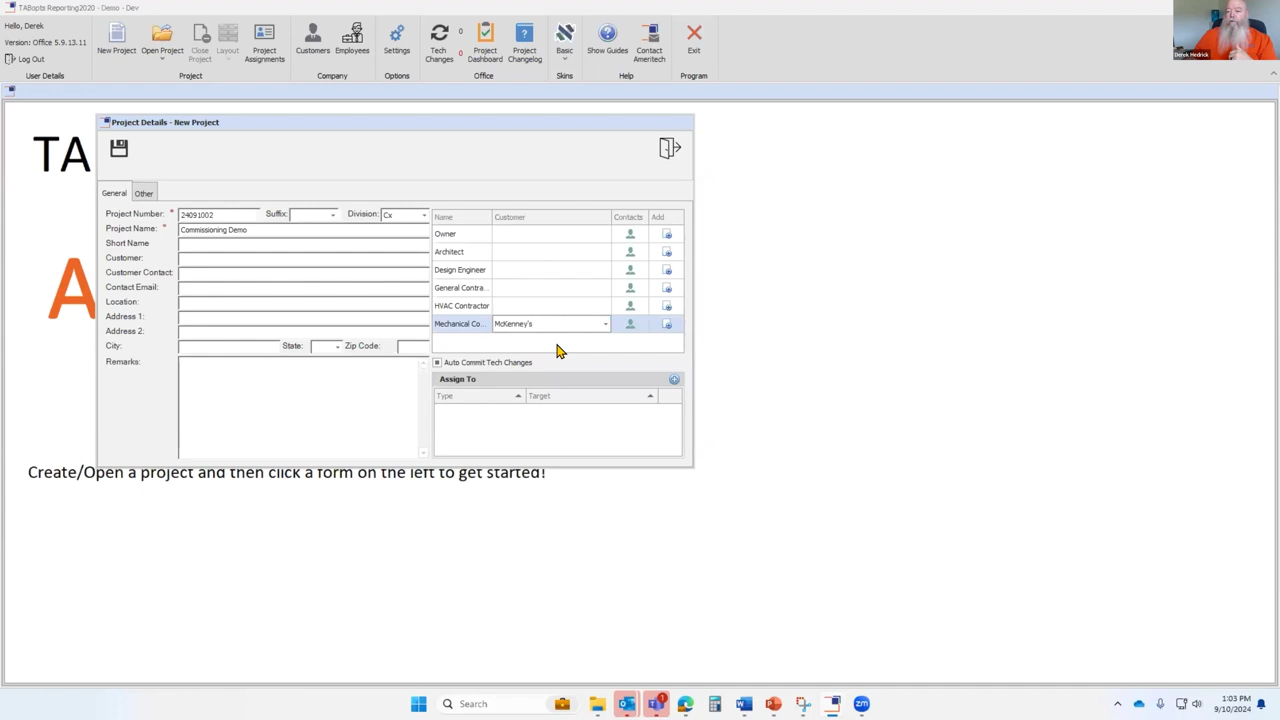 TABopts Reporting2020 - Demo - Dev
Hello, Derek
Version: Office 5.9.13.11
Log Out
User Details
New Project
Open Project
Close Project
Layout
Project Assignments
Project
Customers
Employees
Company
Settings
Options
Tech Changes
0
0
Project Dashboard
Project Changelog
Office
Basic
Skins
Show Guides
Contact Ameritech
Help
Exit
Program
Derek Hedrick
TA
A
Project Details - New Project
General
Other
Project Number: * 24091002 Suffix: Division: Cx
Project Name: * Commissioning Demo
Short Name
Customer:
Customer Contact:
Contact Email:
Location:
Address 1:
Address 2:
City: State: Zip Code:
Remarks:
Name Customer Contacts Add
Owner
Architect
Design Engineer
General Contra...
HVAC Contractor
Mechanical Co... McKenney's
Auto Commit Tech Changes
Assign To
Type Target
Create/Open a project and then click a form on the left to get started!
Search
1
zm
1:03 PM
9/10/2024